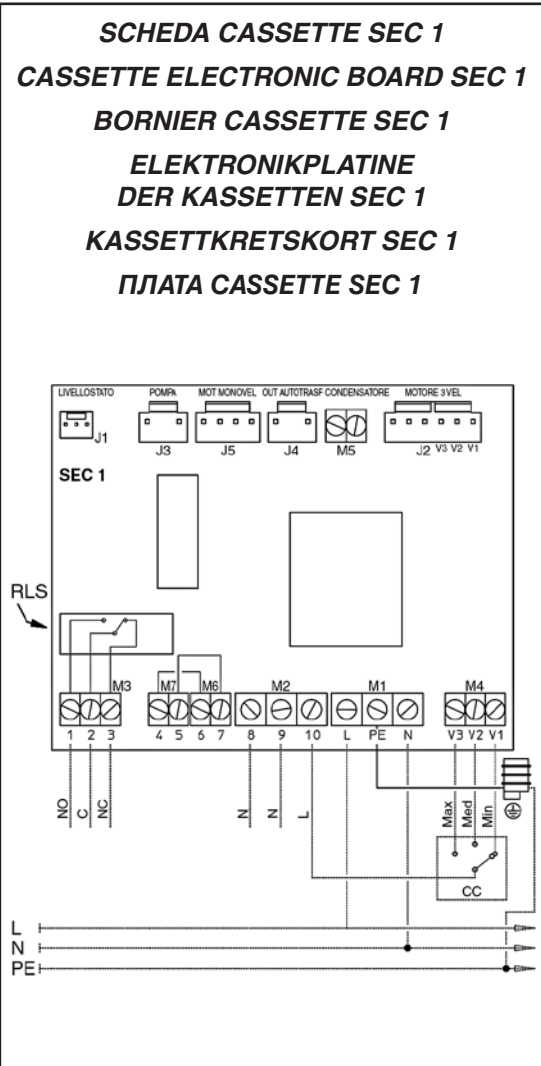 SCHEDA CASSETTE SEC 1
CASSETTE ELECTRONIC BOARD SEC 1
BORNIER CASSETTE SEC 1
ELEKTRONIKPLATINE
DER KASSETTEN SEC 1
KASSETTKRETSKORT SEC 1
ПЛАТА CASSETTE SEC 1
LIVELLOSTATO POMPA MOT MONOVEL OUT AUTOTRASF CONDENSATORE MOTORE 3VEL
J1 J3 J5 J4 M5 J2 V3 V2 V1
SEC 1
RLS
M3 M7 M6 M2 M1 M4
1 2 3 4 5 6 7 8 9 10 L PE N V3 V2 V1
NO C NC N N L Max Med Min
CC
L
N
PE